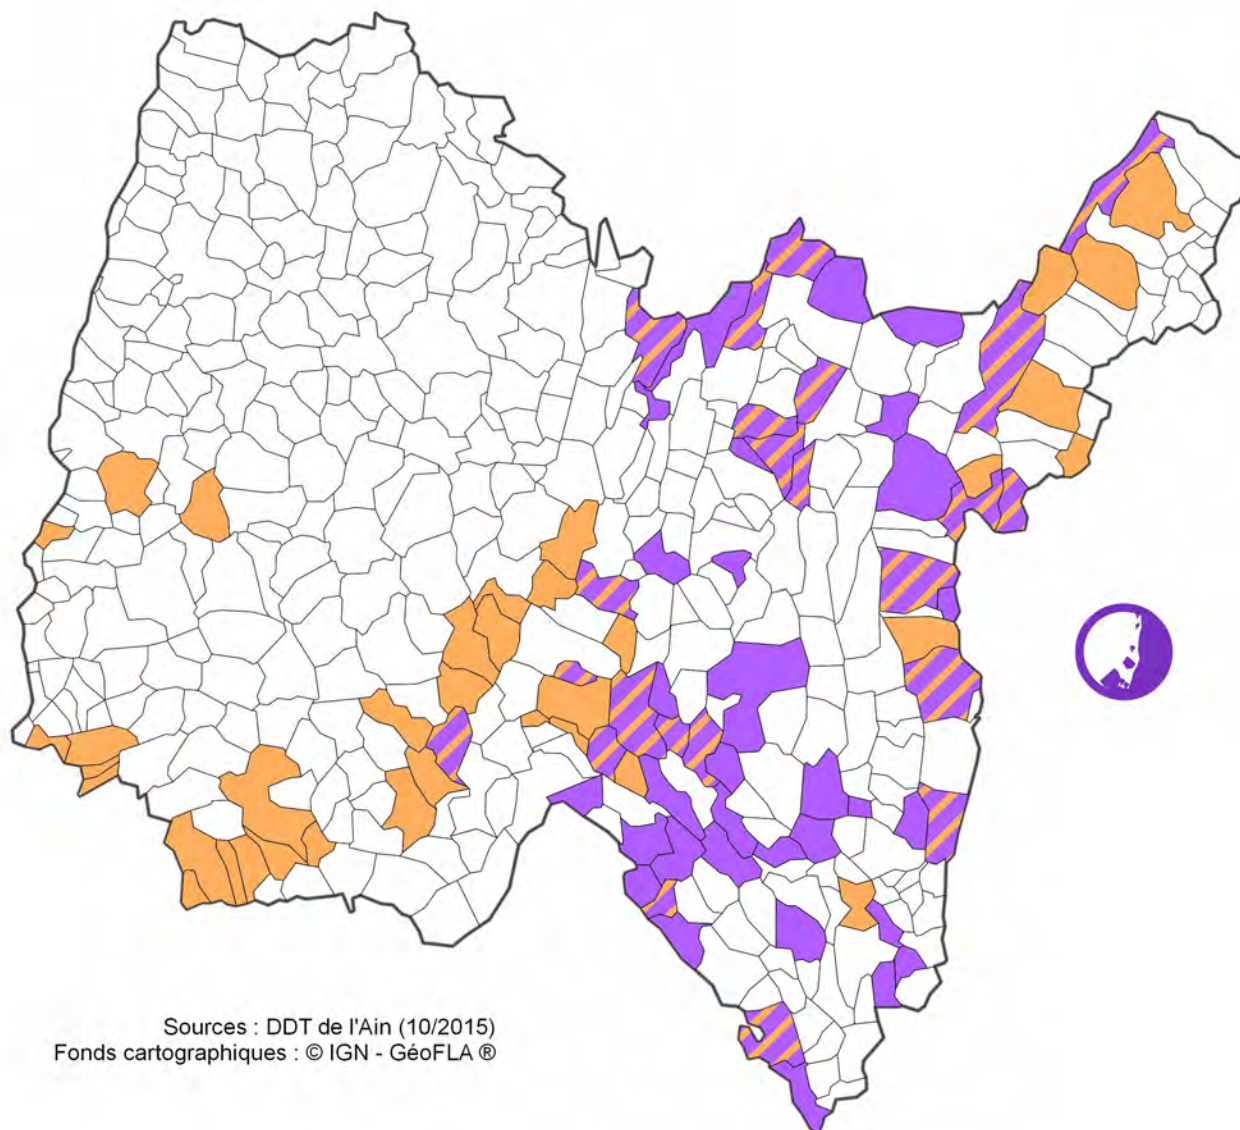 Sources : DDT de l'Ain (10/2015)
Fonds cartographiques : © IGN - GéoFLA ®